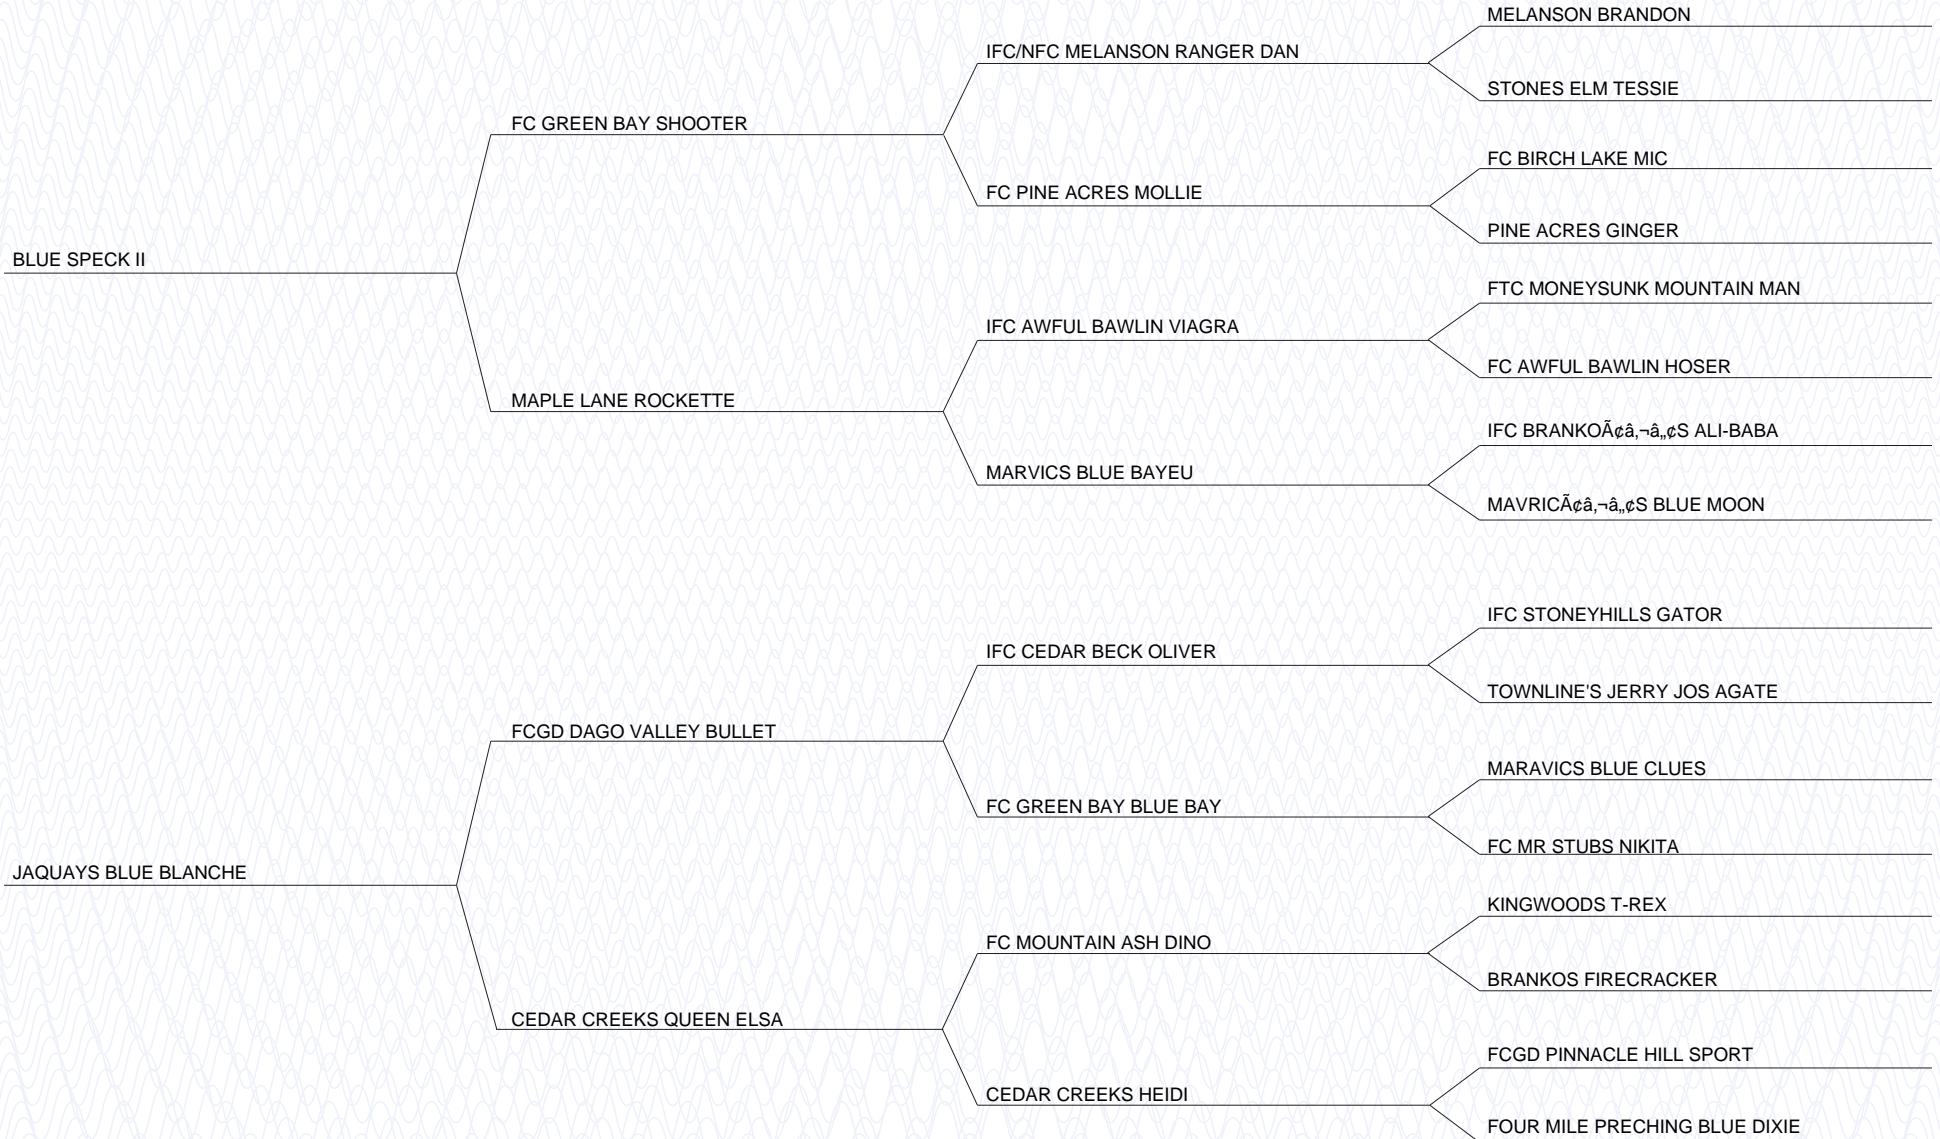 MELANSON BRANDON
IFC/NFC MELANSON RANGER DAN
STONES ELM TESSIE
FC GREEN BAY SHOOTER
FC BIRCH LAKE MIC
FC PINE ACRES MOLLIE
PINE ACRES GINGER
BLUE SPECK II
FTC MONEYSUNK MOUNTAIN MAN
IFC AWFUL BAWLIN VIAGRA
FC AWFUL BAWLIN HOSER
MAPLE LANE ROCKETTE
IFC BRANKOÃ¢â‚¬â„¢S ALI-BABA
MARVICS BLUE BAYEU
MAVRICÃ¢â‚¬â„¢S BLUE MOON
IFC STONEYHILLS GATOR
IFC CEDAR BECK OLIVER
TOWNLINE'S JERRY JOS AGATE
FCGD DAGO VALLEY BULLET
MARAVICS BLUE CLUES
FC GREEN BAY BLUE BAY
FC MR STUBS NIKITA
JAQUAYS BLUE BLANCHE
KINGWOODS T-REX
FC MOUNTAIN ASH DINO
BRANKOS FIRECRACKER
CEDAR CREEKS QUEEN ELSA
FCGD PINNACLE HILL SPORT
CEDAR CREEKS HEIDI
FOUR MILE PRECHING BLUE DIXIE